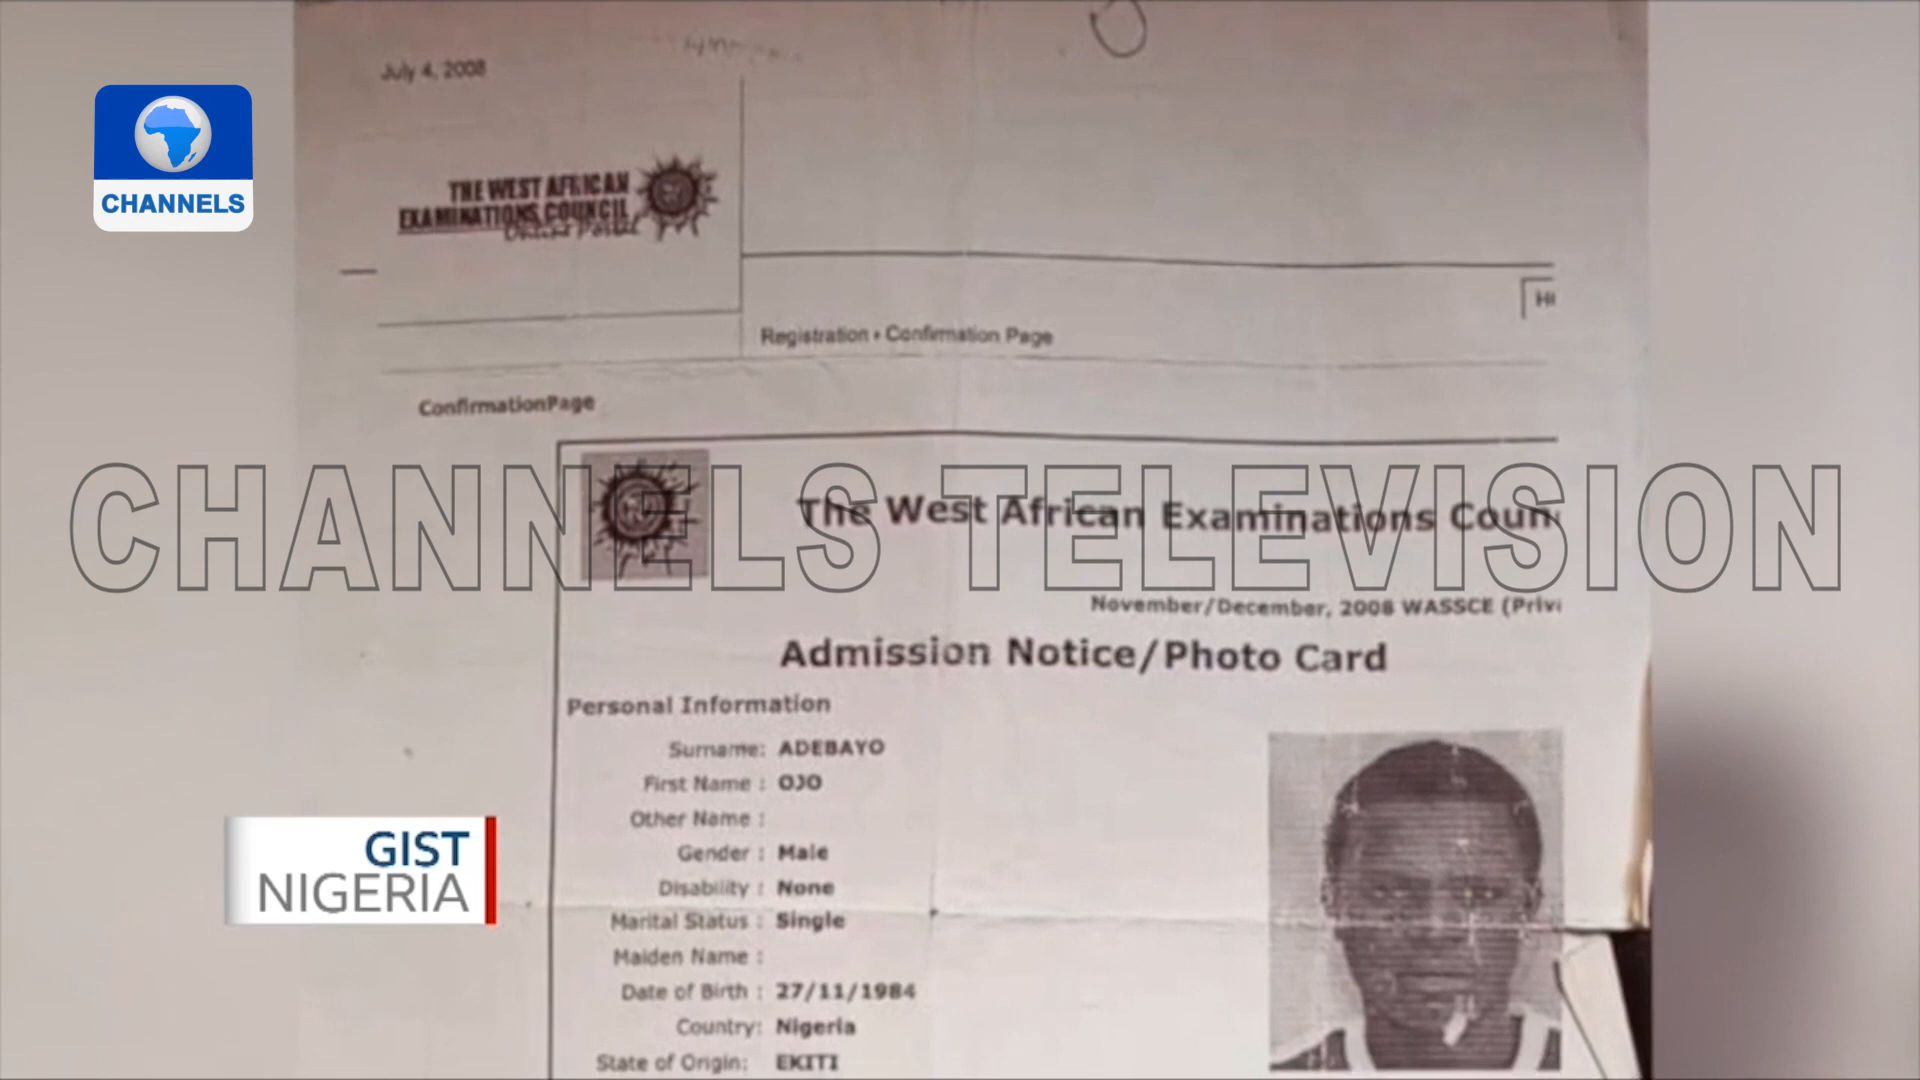 July 4, 2008
CHANNELS
THE WEST AFRICAN
EXAMINATIONS COUNCIL
Online Portal
Registration • Confirmation Page
ConfirmationPage
CHANNELS TELEVISION
The West African Examinations Coun
November/December, 2008 WASSCE (Priv
Admission Notice/Photo Card
Personal Information
Surname: ADEBAYO
First Name : OJO
Other Name :
Gender : Male
Disability : None
Marital Status : Single
Maiden Name :
Date of Birth : 27/11/1984
Country: Nigeria
State of Origin: EKITI
GIST
NIGERIA